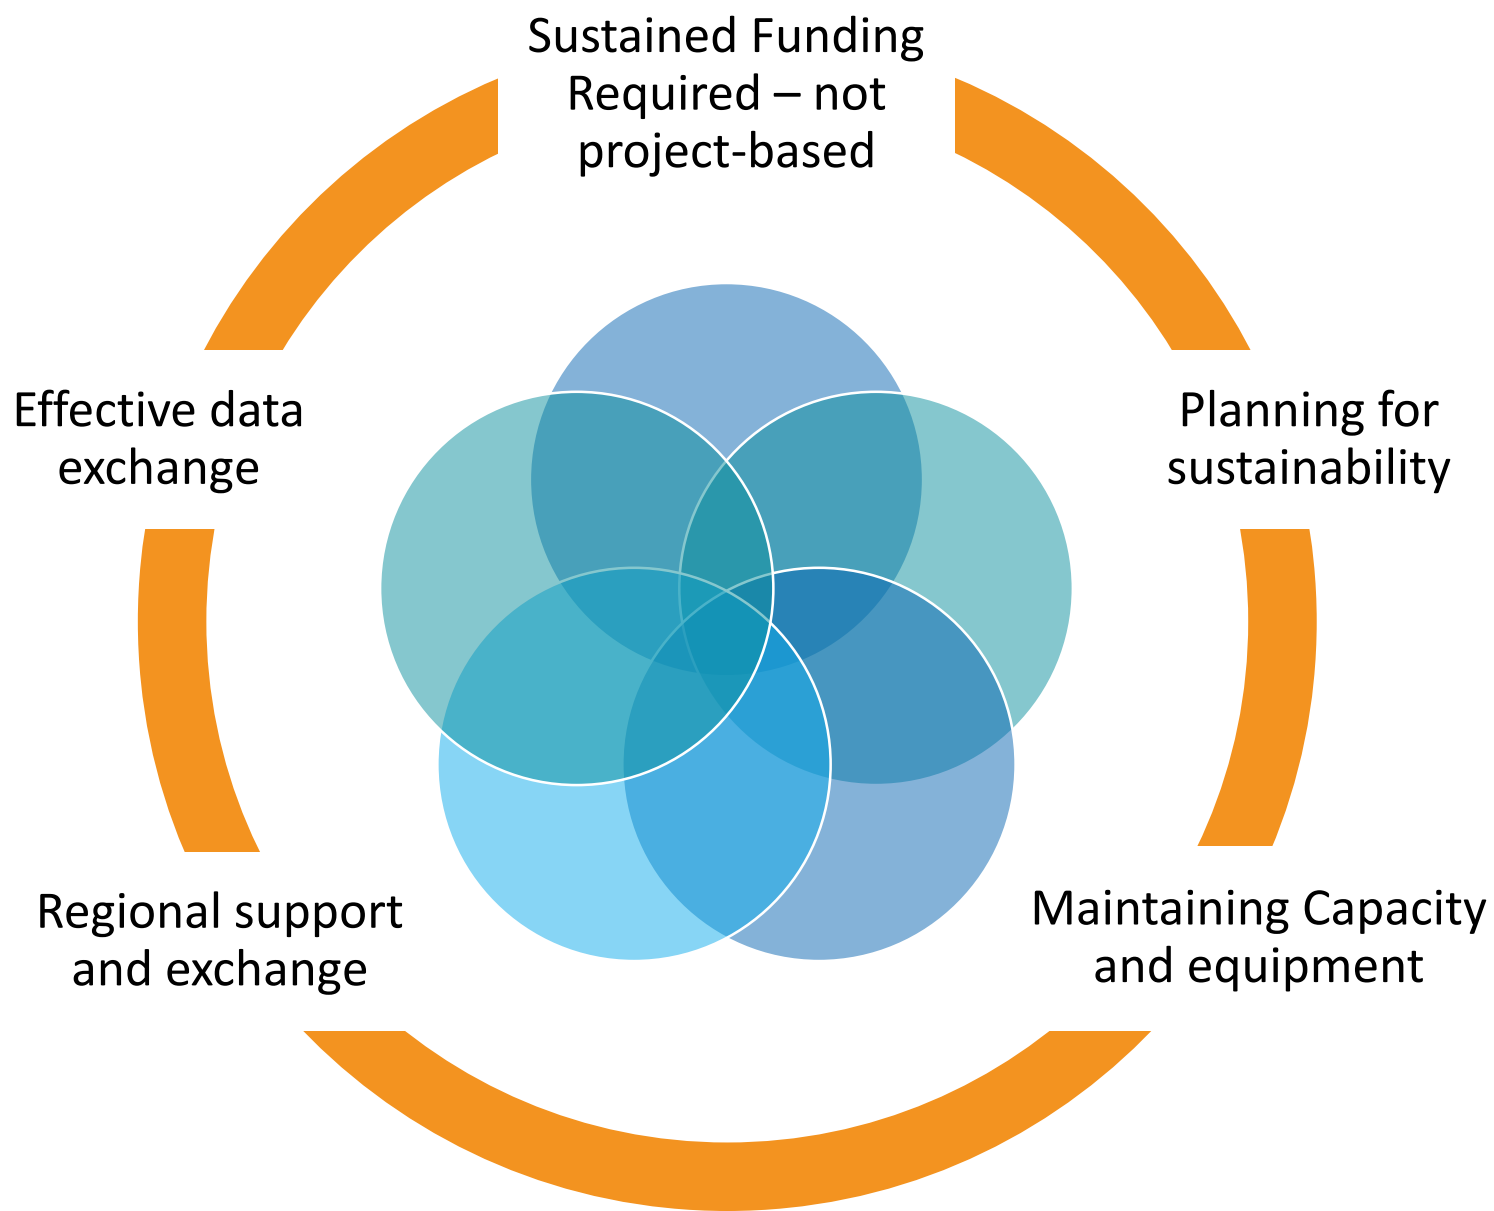 Sustained Funding
Required – not
project-based
Effective data
exchange
Planning for
sustainability
Regional support
and exchange
Maintaining Capacity
and equipment